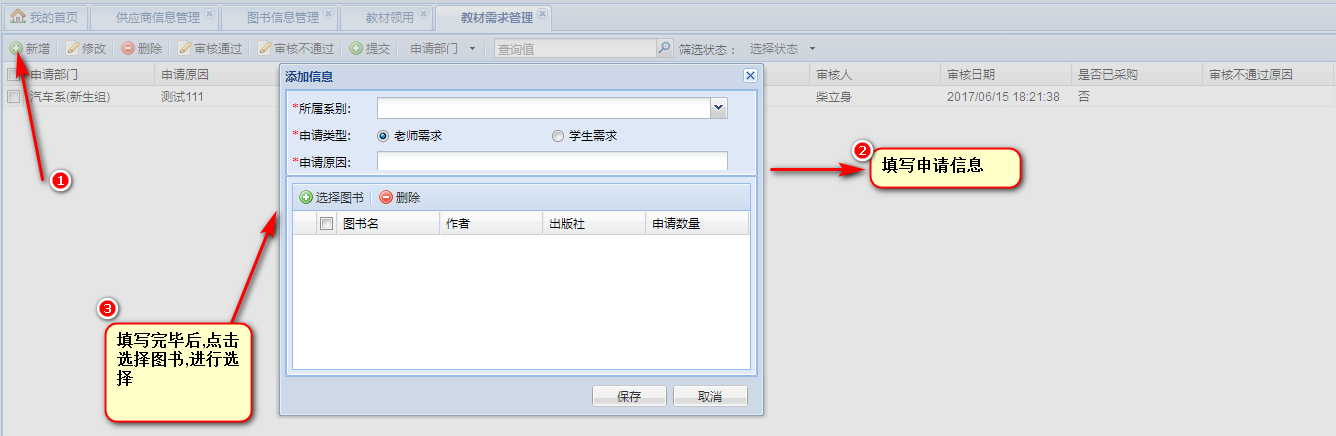 我的首页 供应商信息管理 图书信息管理 教材领用 教材需求管理
新增 修改 删除 审核通过 审核不通过 提交 申请部门 查询值 筛选状态： 选择状态
申请部门 申请原因 审核人 审核日期 是否已采购 审核不通过原因
汽车系(新生组) 测试111 柴立身 2017/06/15 18:21:38 否
添加信息
*所属系别:
*申请类型: 老师需求 学生需求
*申请原因:
1
2
填写申请信息
选择图书 删除
图书名 作者 出版社 申请数量
3
填写完毕后,点击
选择图书,进行选
择
保存 取消